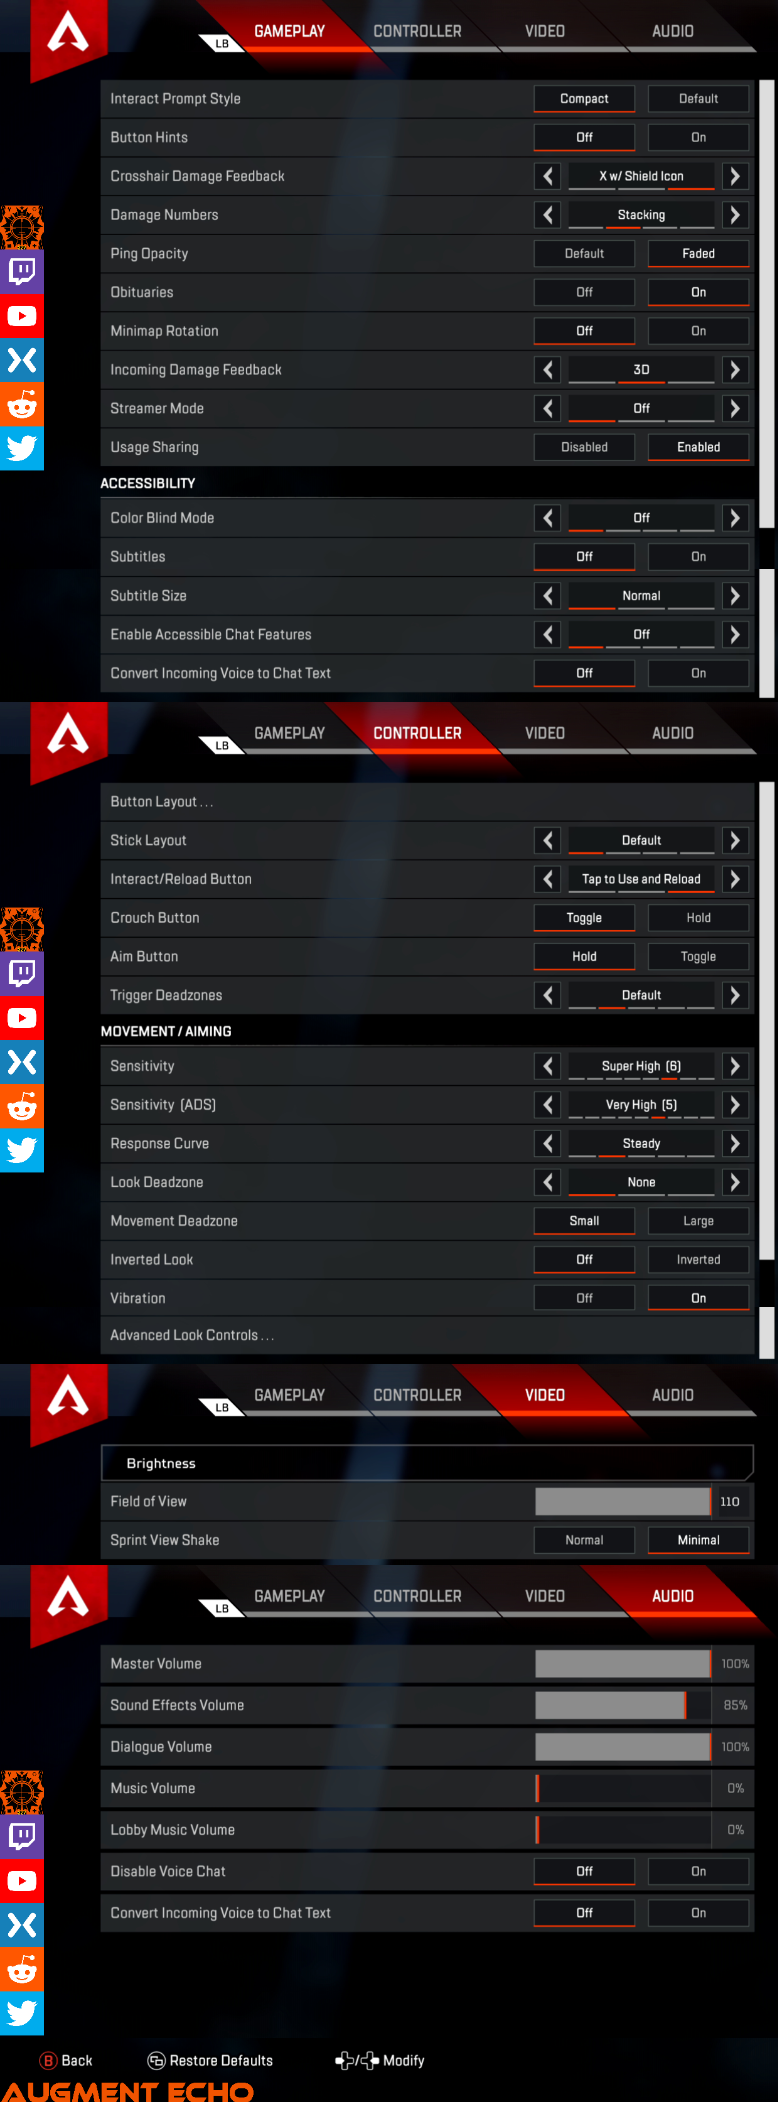 LB GAMEPLAY CONTROLLER VIDEO AUDIO
Interact Prompt Style Compact Default
Button Hints Off On
Crosshair Damage Feedback X w/ Shield Icon
Damage Numbers Stacking
Ping Opacity Default Faded
Obituaries Off On
Minimap Rotation Off On
Incoming Damage Feedback 3D
Streamer Mode Off
Usage Sharing Disabled Enabled
ACCESSIBILITY
Color Blind Mode Off
Subtitles Off On
Subtitle Size Normal
Enable Accessible Chat Features Off
Convert Incoming Voice to Chat Text Off On
LB GAMEPLAY CONTROLLER VIDEO AUDIO
Button Layout...
Stick Layout Default
Interact/Reload Button Tap to Use and Reload
Crouch Button Toggle Hold
Aim Button Hold Toggle
Trigger Deadzones Default
MOVEMENT / AIMING
Sensitivity Super High (6)
Sensitivity (ADS) Very High (5)
Response Curve Steady
Look Deadzone None
Movement Deadzone Small Large
Inverted Look Off Inverted
Vibration Off On
Advanced Look Controls...
LB GAMEPLAY CONTROLLER VIDEO AUDIO
Brightness
Field of View 110
Sprint View Shake Normal Minimal
LB GAMEPLAY CONTROLLER VIDEO AUDIO
Master Volume 100%
Sound Effects Volume 85%
Dialogue Volume 100%
Music Volume 0%
Lobby Music Volume 0%
Disable Voice Chat Off On
Convert Incoming Voice to Chat Text Off On
B Back Restore Defaults / Modify
AUGMENT ECHO